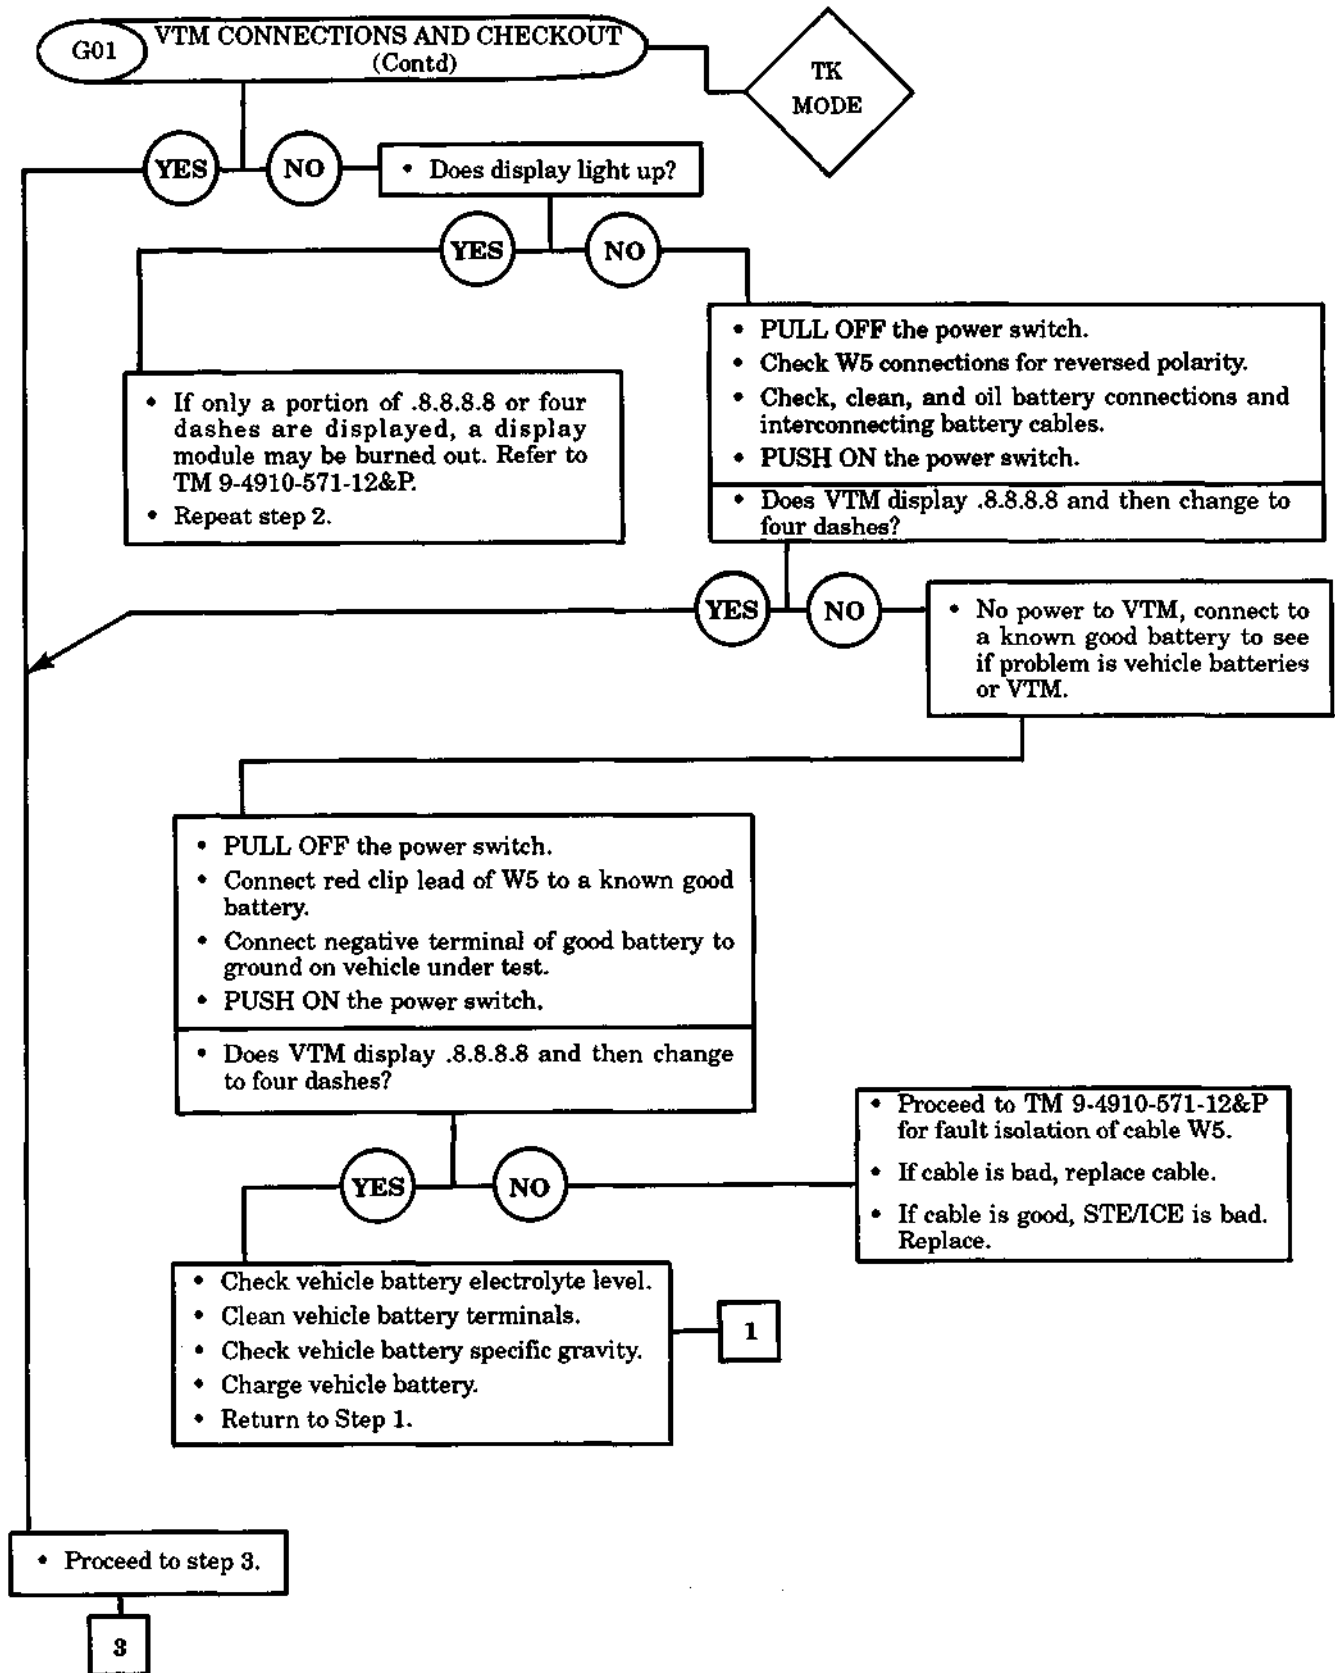 G01
VTM CONNECTIONS AND CHECKOUT
(Contd)
TK
MODE
YES
NO
• Does display light up?
YES
NO
• PULL OFF the power switch.
• Check W5 connections for reversed polarity.
• Check, clean, and oil battery connections and
interconnecting battery cables.
• PUSH ON the power switch.
• Does VTM display .8.8.8.8 and then change to
four dashes?
• If only a portion of .8.8.8.8 or four
dashes are displayed, a display
module may be burned out. Refer to
TM 9-4910-571-12&P.
• Repeat step 2.
YES
NO
• No power to VTM, connect to
a known good battery to see
if problem is vehicle batteries
or VTM.
• PULL OFF the power switch.
• Connect red clip lead of W5 to a known good
battery.
• Connect negative terminal of good battery to
ground on vehicle under test.
• PUSH ON the power switch.
• Does VTM display .8.8.8.8 and then change
to four dashes?
YES
NO
• Proceed to TM 9-4910-571-12&P
for fault isolation of cable W5.
• If cable is bad, replace cable.
• If cable is good, STE/ICE is bad.
Replace.
• Check vehicle battery electrolyte level.
• Clean vehicle battery terminals.
• Check vehicle battery specific gravity.
• Charge vehicle battery.
• Return to Step 1.
1
• Proceed to step 3.
3